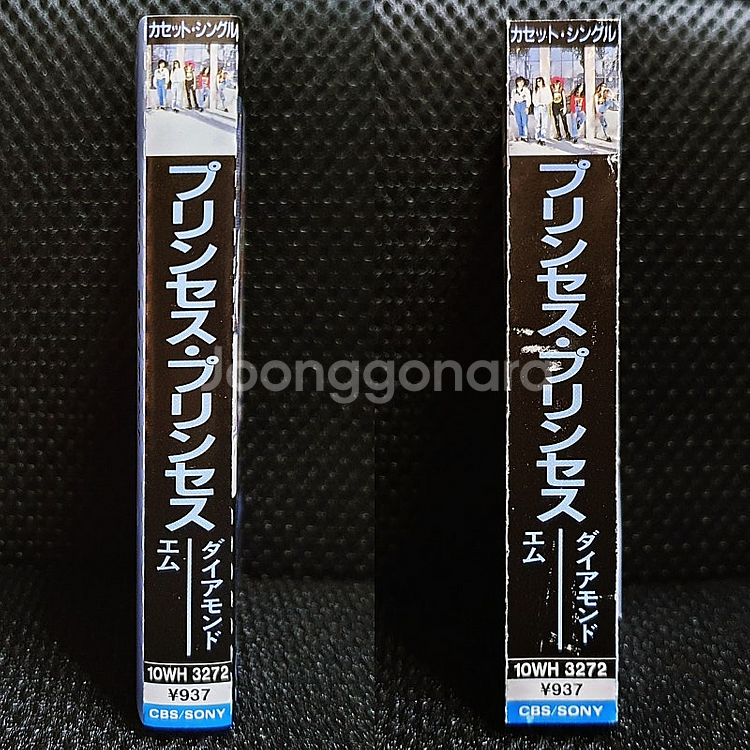 カセット・シングル
プリンセス・プリンセス
ダイアモンド
エム
10WH 3272
¥937
CBS/SONY
カセット・シングル
プリンセス・プリンセス
ダイアモンド
エム
10WH 3272
¥937
CBS/SONY
Joonggonara